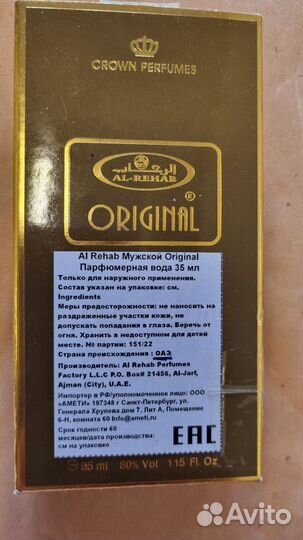 CROWN PERFUMES
الرحاب
AL-REHAB
ORIGINAL®
Al Rehab Мужской Original
Парфюмерная вода 35 мл
Только для наружного применения.
Состав указан на упаковке: см.
Ingredients
Меры предосторожности: не наносить на
раздраженные участки кожи, не
допускать попадания в глаза. Беречь от
огня. Хранить в недоступном для детей
месте. № партии: 151/22
Страна происхождения : ОАЭ
Производитель: Al Rehab Perfumes
Factory L.L.C P.O. Box# 21456, Al-Jarf,
Ajman (City), U.A.E.
Импортер в РФ/уполномоченное лицо: ООО
«АМЕТИ» 197348 г Санкт-Петербург, ул.
Генерала Хрулева дом 7, Лит А, Помещение
6-Н, комната 60 Info@ameti.ru
Срок годности 60
месяцев/дата производства:
см на упаковке
EAC
35 ml 80% Vol 1.15 Fl. Oz
Avito